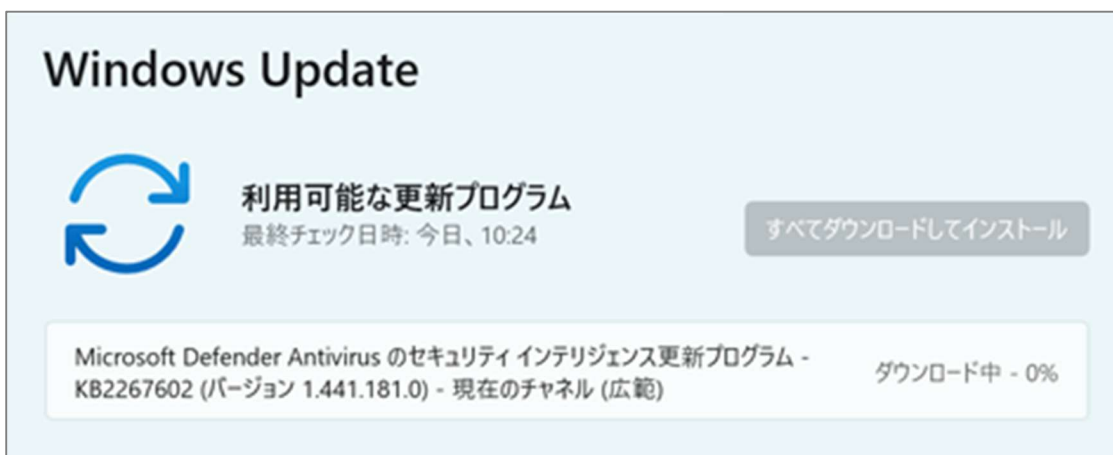 Windows Update
利用可能な更新プログラム
最終チェック日時: 今日、10:24
すべてダウンロードしてインストール
Microsoft Defender Antivirus のセキュリティ インテリジェンス更新プログラム -
KB2267602 (バージョン 1.441.181.0) - 現在のチャネル (広範)
ダウンロード中 - 0%